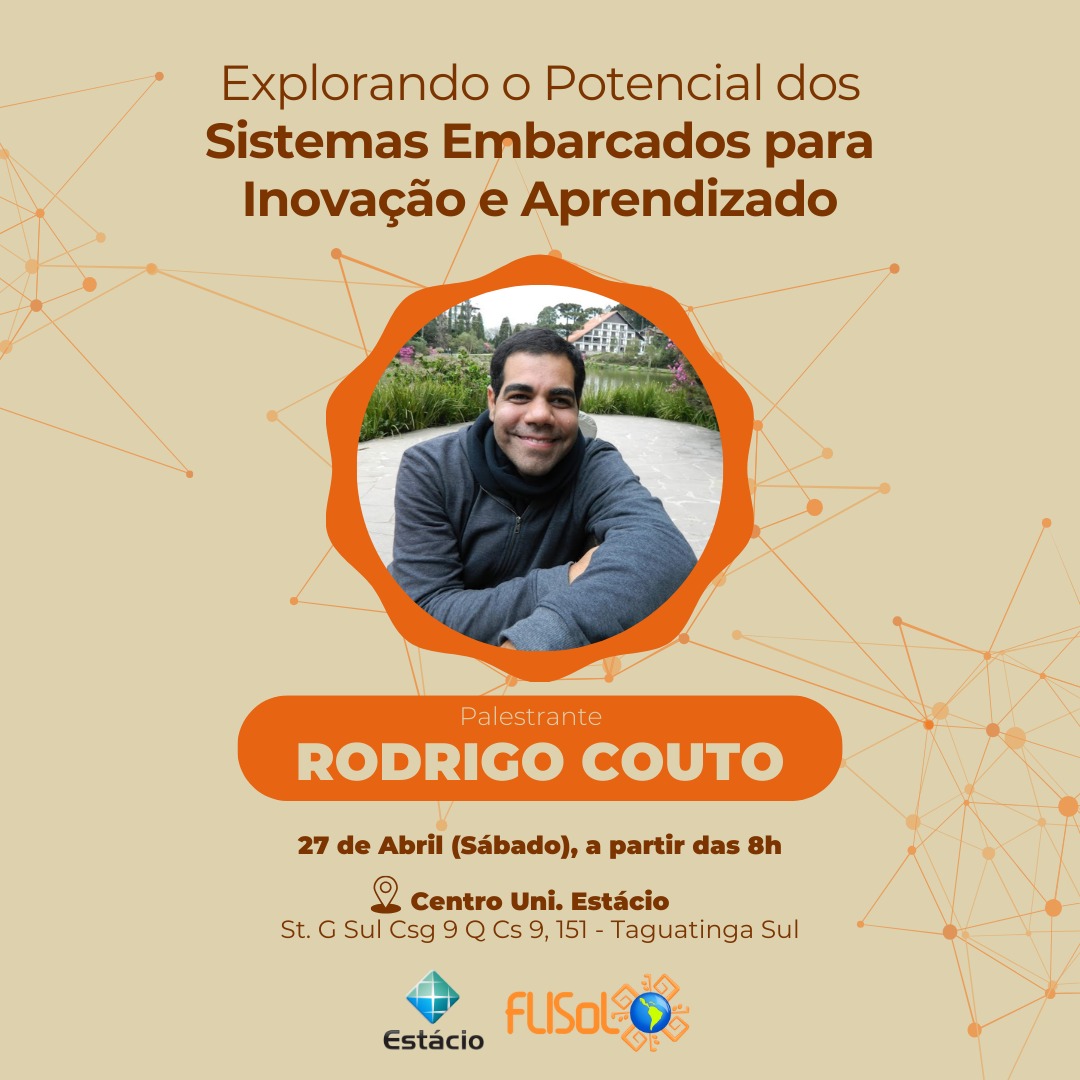 Explorando o Potencial dos
Sistemas Embarcados para
Inovação e Aprendizado
Palestrante
RODRIGO COUTO
27 de Abril (Sábado), a partir das 8h
Centro Uni. Estácio
St. G Sul Csg 9 Q Cs 9, 151 - Taguatinga Sul
Estácio
FLISoL